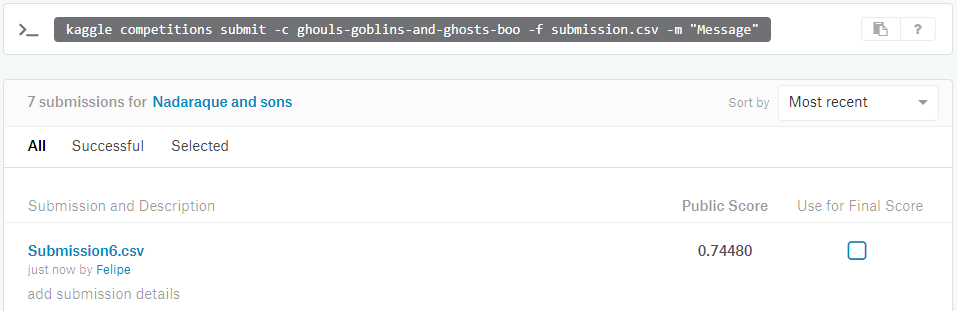 >_ kaggle competitions submit -c ghouls-goblins-and-ghosts-boo -f submission.csv -m "Message" ?
7 submissions for Nadaraque and sons Sort by Most recent
All Successful Selected
Submission and Description Public Score Use for Final Score
Submission6.csv 0.74480
just now by Felipe
add submission details